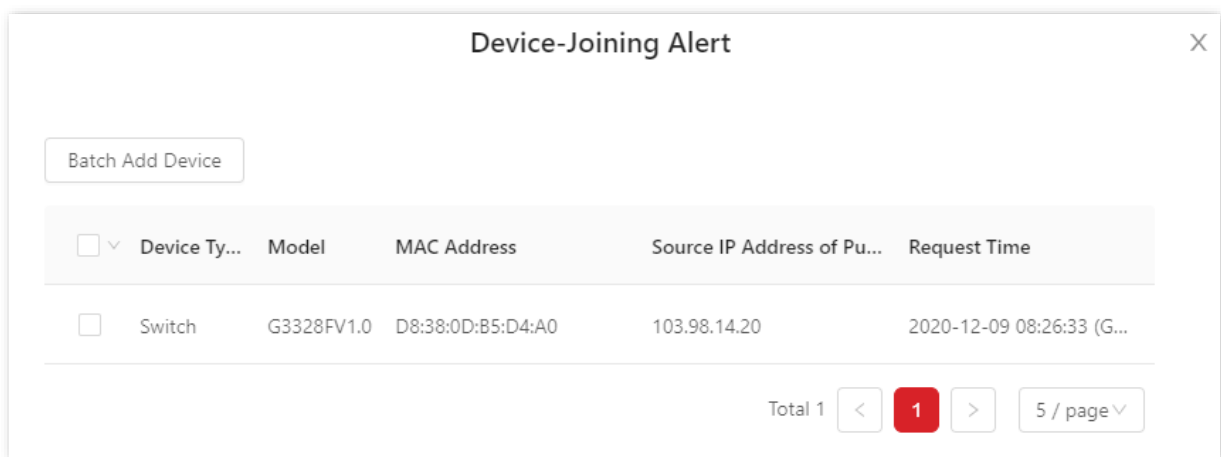 Device-Joining Alert
Batch Add Device
Device Ty... Model MAC Address Source IP Address of Pu... Request Time
Switch G3328FV1.0 D8:38:0D:B5:D4:A0 103.98.14.20 2020-12-09 08:26:33 (G...
Total 1 < 1 > 5 / page